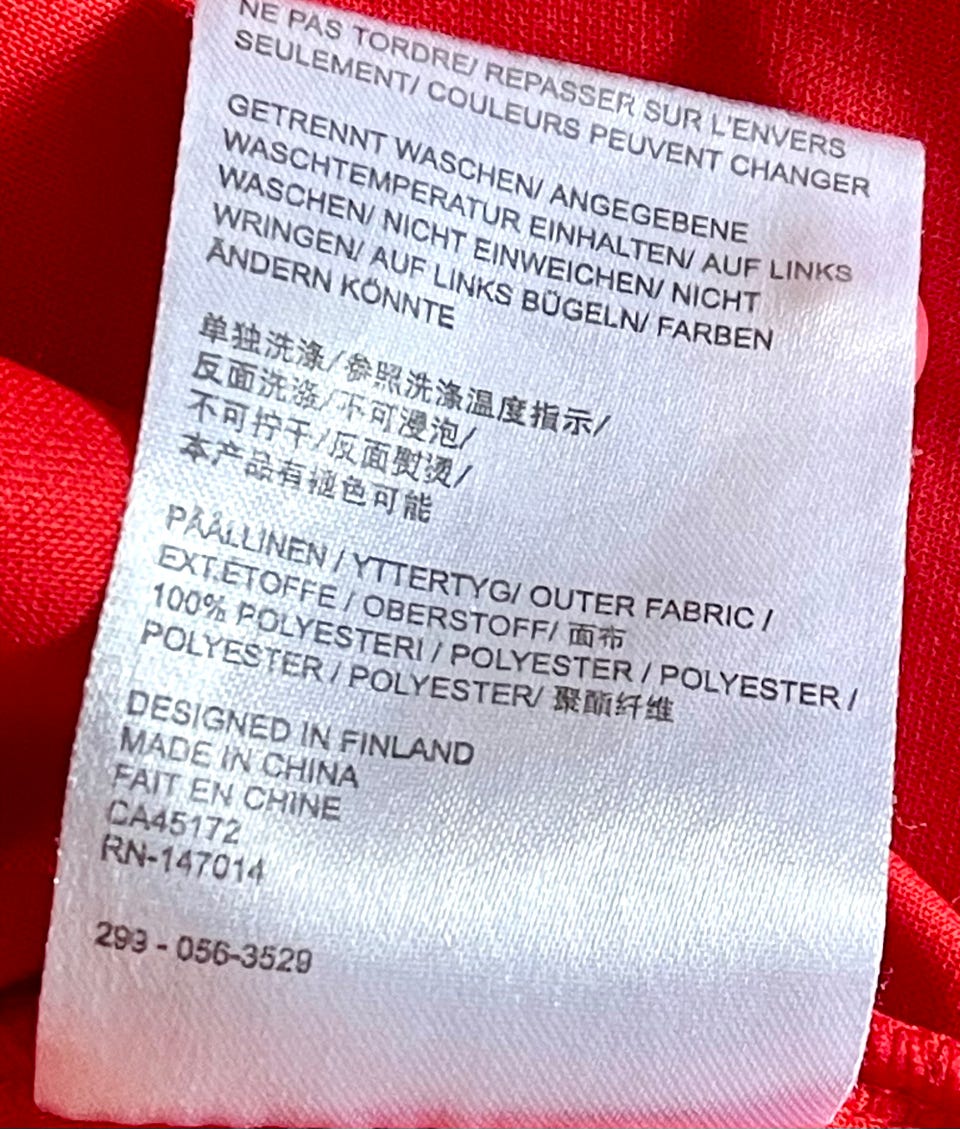 NE PAS TORDRE/ REPASSER SUR L'ENVERS
SEULEMENT/ COULEURS PEUVENT CHANGER
GETRENNT WASCHEN/ ANGEGEBENE
WASCHTEMPERATUR EINHALTEN/ AUF LINKS
WASCHEN/ NICHT EINWEICHEN/ NICHT
WRINGEN/ AUF LINKS BÜGELN/ FARBEN
ÄNDERN KÖNNTE
单独洗涤/参照洗涤温度指示/
反面洗涤/不可浸泡/
不可拧干/反面熨烫/
本产品有褪色可能
PÄÄLLINEN / YTTERTYG/ OUTER FABRIC /
EXT.ETOFFE / OBERSTOFF/ 面布
100% POLYESTERI / POLYESTER / POLYESTER /
POLYESTER / POLYESTER/ 聚酯纤维
DESIGNED IN FINLAND
MADE IN CHINA
FAIT EN CHINE
CA45172
RN-147014
299 - 056-3529